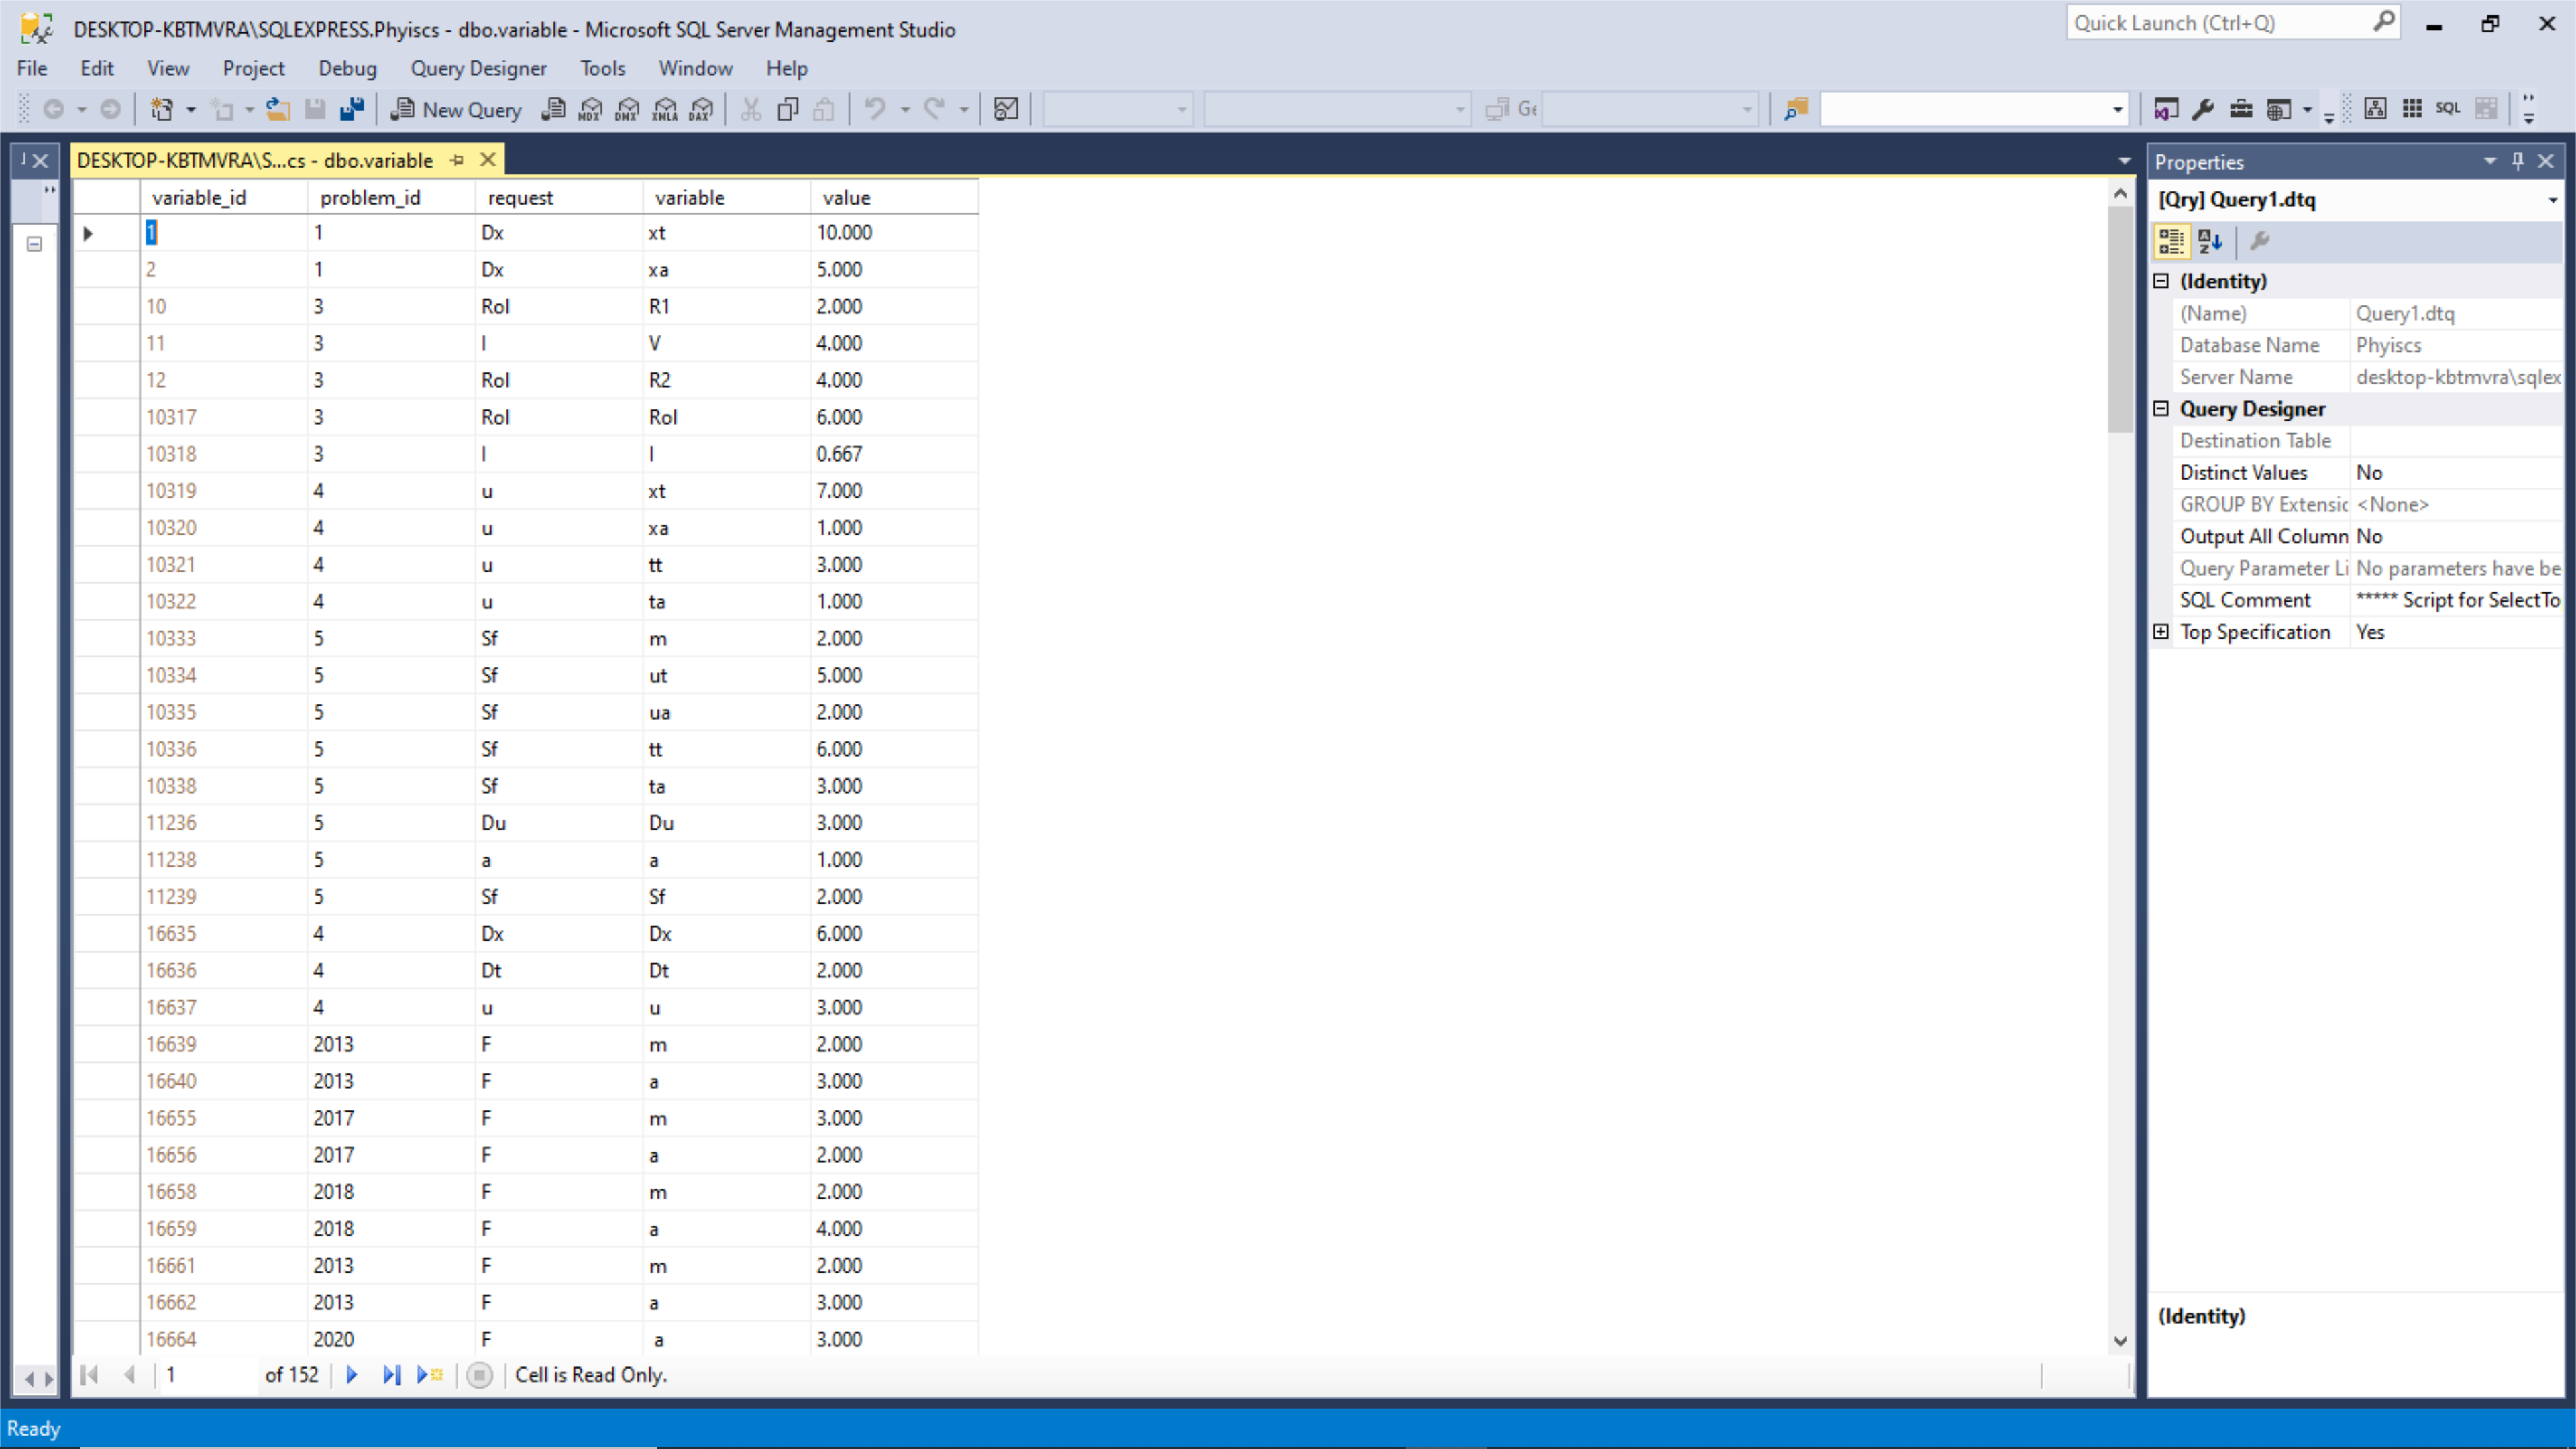 DESKTOP-KBTMVRA\SQLEXPRESS.Phyiscs - dbo.variable - Microsoft SQL Server Management Studio
Quick Launch (Ctrl+Q)
File Edit View Project Debug Query Designer Tools Window Help
New Query MDX DMX XMLA DAX Ge SQL
DESKTOP-KBTMVRA\S...cs - dbo.variable
variable_id problem_id request variable value
1 1 Dx xt 10.000
2 1 Dx xa 5.000
10 3 Rol R1 2.000
11 3 I V 4.000
12 3 Rol R2 4.000
10317 3 Rol Rol 6.000
10318 3 I I 0.667
10319 4 u xt 7.000
10320 4 u xa 1.000
10321 4 u tt 3.000
10322 4 u ta 1.000
10333 5 Sf m 2.000
10334 5 Sf ut 5.000
10335 5 Sf ua 2.000
10336 5 Sf tt 6.000
10338 5 Sf ta 3.000
11236 5 Du Du 3.000
11238 5 a a 1.000
11239 5 Sf Sf 2.000
16635 4 Dx Dx 6.000
16636 4 Dt Dt 2.000
16637 4 u u 3.000
16639 2013 F m 2.000
16640 2013 F a 3.000
16655 2017 F m 3.000
16656 2017 F a 2.000
16658 2018 F m 2.000
16659 2018 F a 4.000
16661 2013 F m 2.000
16662 2013 F a 3.000
16664 2020 F a 3.000
1 of 152 Cell is Read Only.
Properties
[Qry] Query1.dtq
(Identity)
(Name) Query1.dtq
Database Name Phyiscs
Server Name desktop-kbtmvra\sqlex
Query Designer
Destination Table
Distinct Values No
GROUP BY Extensic <None>
Output All Column No
Query Parameter Li No parameters have be
SQL Comment ***** Script for SelectTo
Top Specification Yes
(Identity)
Ready